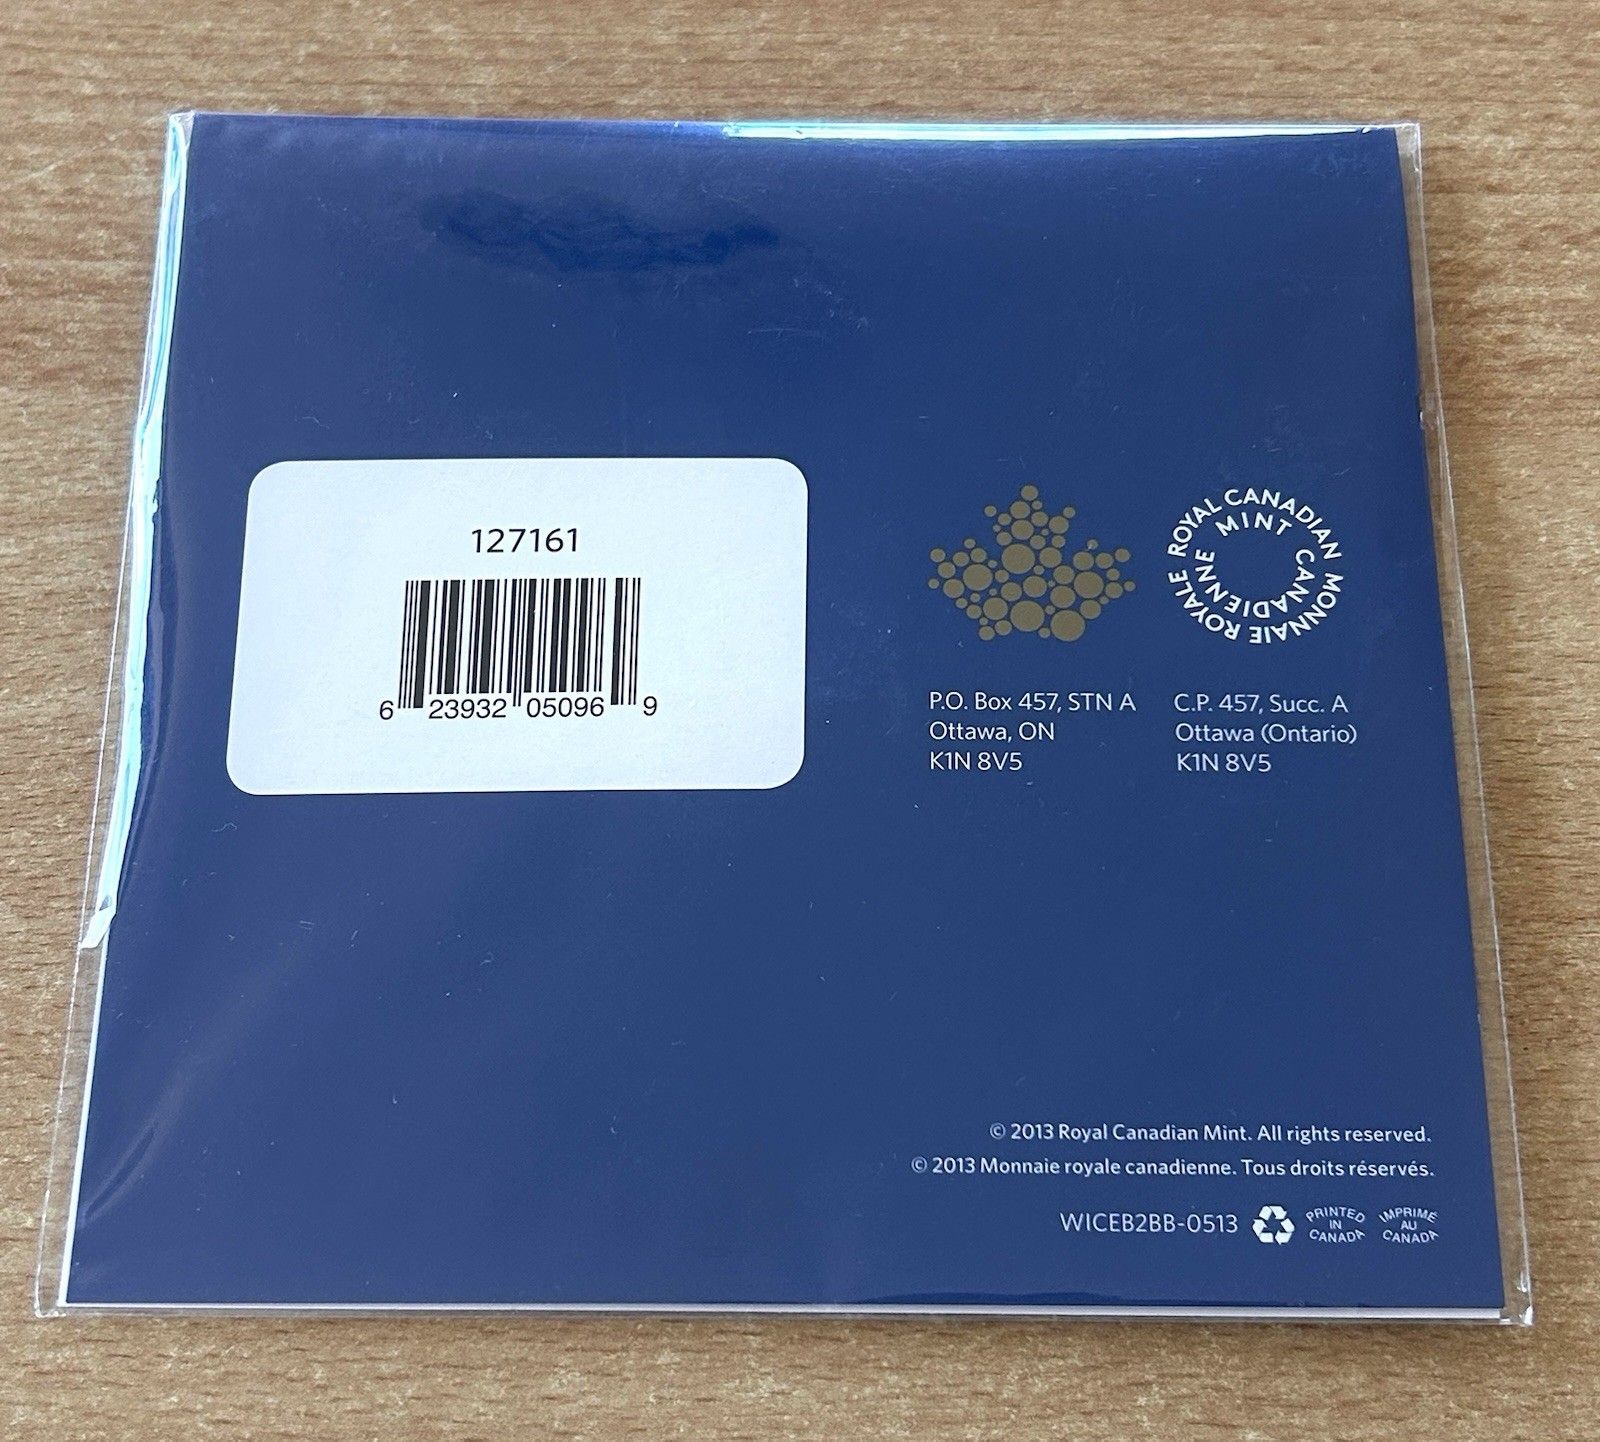 127161
6 23932 05096 9
ROYAL CANADIAN MINT
MONNAIE ROYALE CANADIENNE
P.O. Box 457, STN A
Ottawa, ON
K1N 8V5
C.P. 457, Succ. A
Ottawa (Ontario)
K1N 8V5
© 2013 Royal Canadian Mint. All rights reserved.
© 2013 Monnaie royale canadienne. Tous droits réservés.
WICEB2BB-0513
PRINTED
IN
CANADA
IMPRIMÉ
AU
CANADA